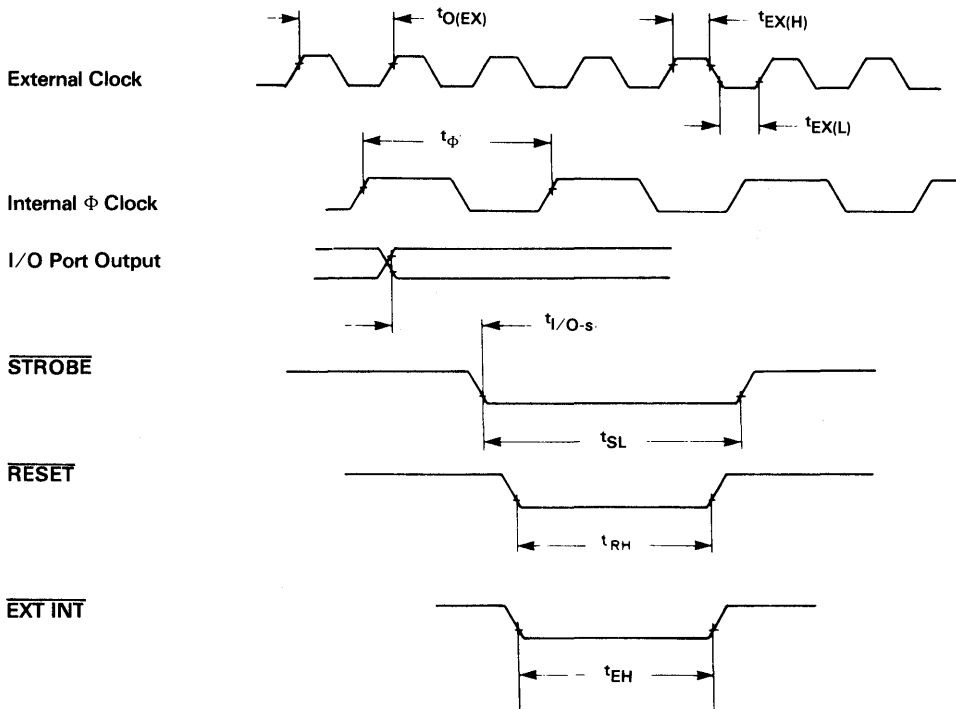 t_O(EX)
t_EX(H)
External Clock
t_EX(L)
t_Φ
Internal Φ Clock
I/O Port Output
t_I/O-s
STROBE
t_SL
RESET
t_RH
EXT INT
t_EH